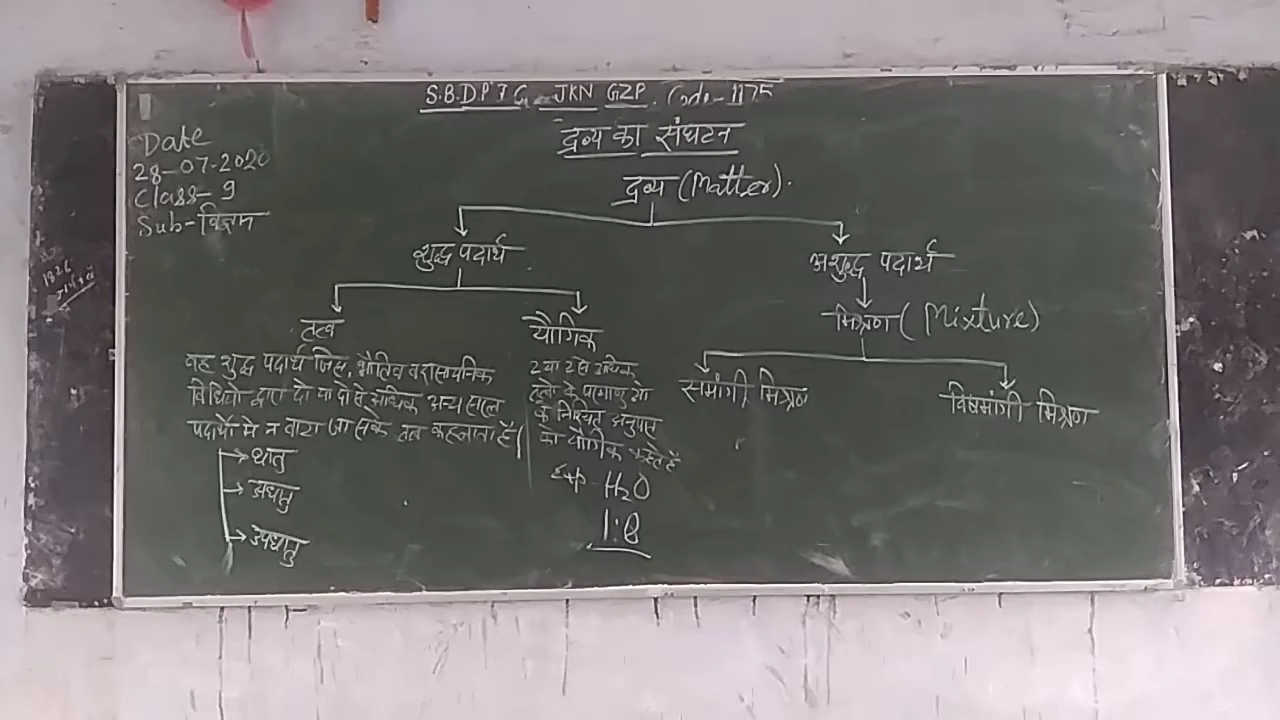 S.B.D.P.I.C. JKN GZP. Code-1175
द्रव्य का संघटन
Date
28-07-2020
Class-9
Sub-विज्ञान
द्रव्य (Matter).
शुद्ध पदार्थ
अशुद्ध पदार्थ
मिश्रण (Mixture)
तत्व
यौगिक
समांगी मिश्रण
विषमांगी मिश्रण
वह शुद्ध पदार्थ जिसे भौतिक व रासायनिक
विधियो द्वारा दो या दो से अधिक अन्य सरल
पदार्थो मे न बाटा जा सके तत्व कहलाता है।
धातु
अधातु
उपधातु
2 या 2 से अधिक
तत्वो के परमाणुओ
के निश्चित अनुपात
को यौगिक कहते हैं
Exp- H₂O
1:8